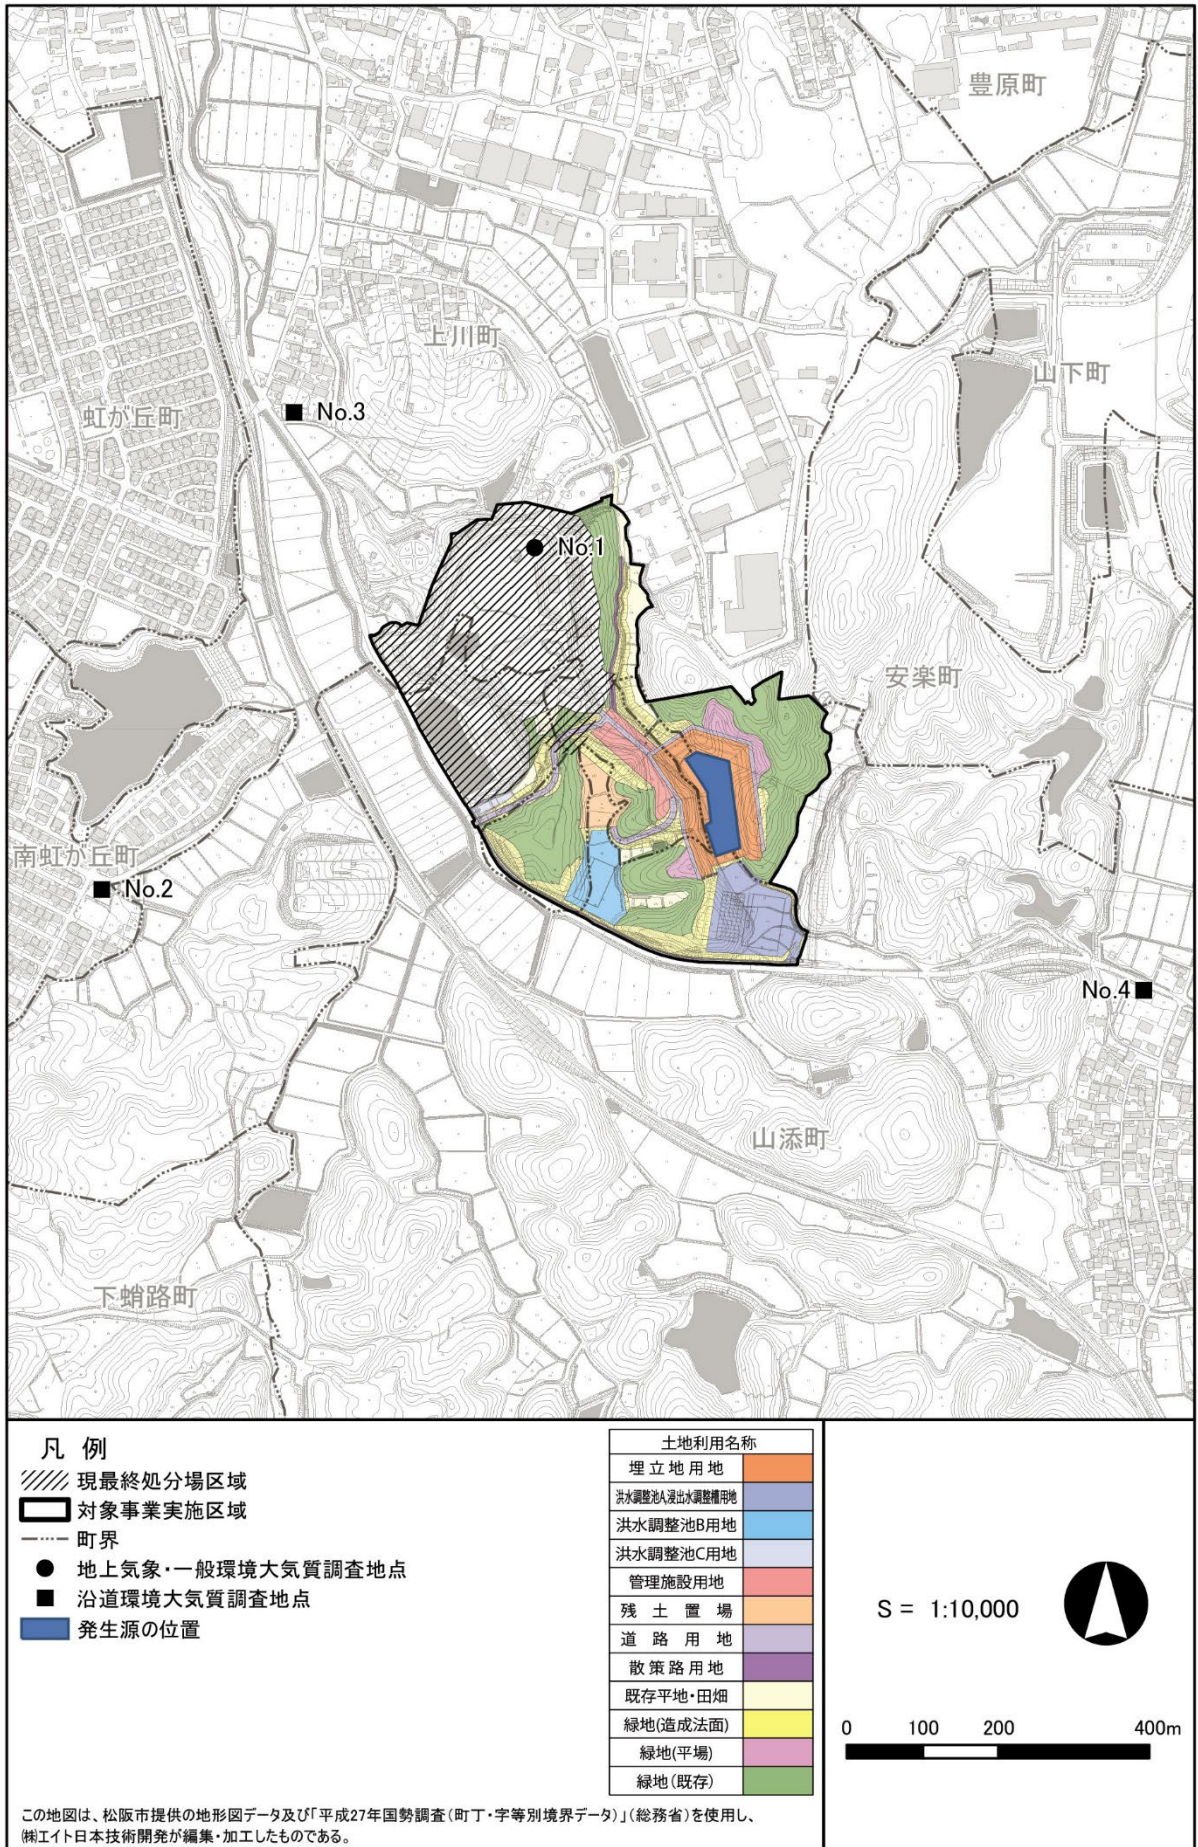 豊原町
上川町
山下町
虹が丘町
No.3
No.1
安楽町
南虹が丘町
No.2
No.4
山添町
下蛸路町
凡 例
現最終処分場区域
対象事業実施区域
町界
地上気象・一般環境大気質調査地点
沿道環境大気質調査地点
発生源の位置
土地利用名称
埋立地用地
洪水調整池A,浸出水調整槽用地
洪水調整池B用地
洪水調整池C用地
管理施設用地
残土置場
道路用地
散策路用地
既存平地・田畑
緑地(造成法面)
緑地(平場)
緑地(既存)
S = 1:10,000
0 100 200 400m
この地図は、松阪市提供の地形図データ及び「平成27年国勢調査(町丁・字等別境界データ)」(総務省)を使用し、
㈱エイト日本技術開発が編集・加工したものである。